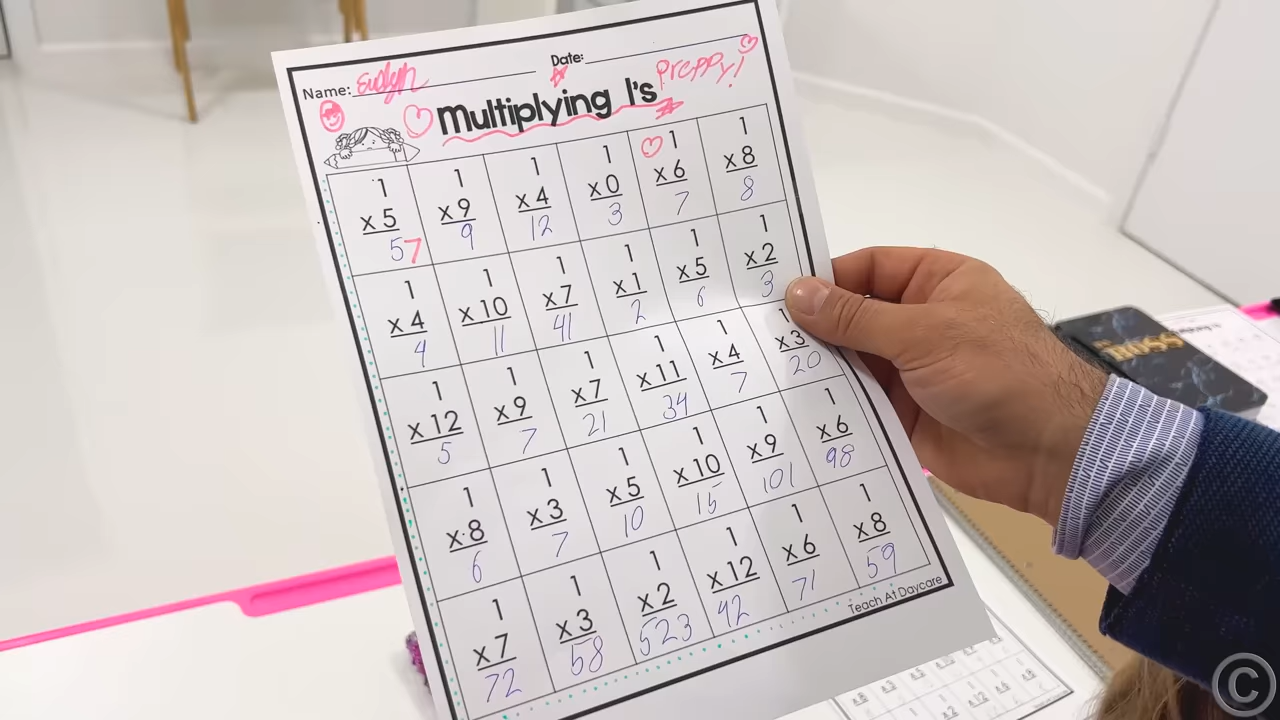 Name: Evelyn Date:
Multiplying 1's Preppy!
1 1 1 1 1 1
x 5 x 9 x 4 x 0 x 6 x 8
5 7 9 12 3 7 8
1 1 1 1 1 1
x 4 x 10 x 7 x 1 x 5 x 2
4 11 41 2 6 3
1 1 1 1 1 1
x 12 x 9 x 7 x 11 x 4 x 3
5 7 21 34 7 20
1 1 1 1 1 1
x 8 x 3 x 5 x 10 x 9 x 6
6 7 10 15 101 98
1 1 1 1 1 1
x 7 x 3 x 2 x 12 x 6 x 8
72 58 523 42 71 59
Teach At Daycare
BOSS
©